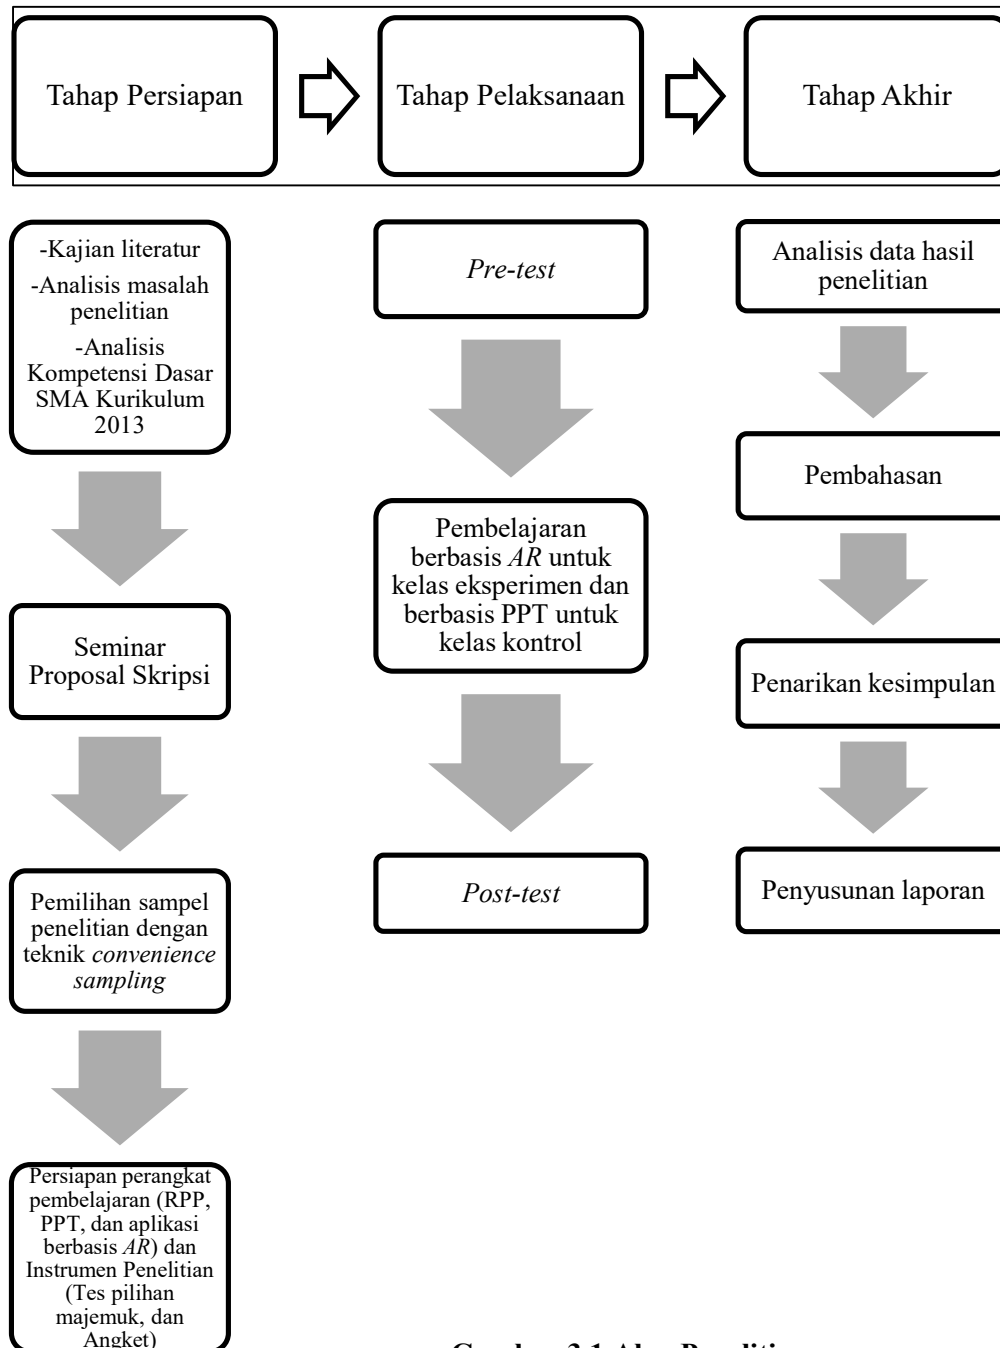 Tahap Persiapan
Tahap Pelaksanaan
Tahap Akhir
-Kajian literatur
-Analisis masalah
penelitian
-Analisis
Kompetensi Dasar
SMA Kurikulum
2013
Seminar
Proposal Skripsi
Pemilihan sampel
penelitian dengan
teknik convenience
sampling
Persiapan perangkat
pembelajaran (RPP,
PPT, dan aplikasi
berbasis AR) dan
Instrumen Penelitian
(Tes pilihan
majemuk, dan
Angket)
Pre-test
Pembelajaran
berbasis AR untuk
kelas eksperimen dan
berbasis PPT untuk
kelas kontrol
Post-test
Analisis data hasil
penelitian
Pembahasan
Penarikan kesimpulan
Penyusunan laporan
Gambar 3.1 Alur Penelitian